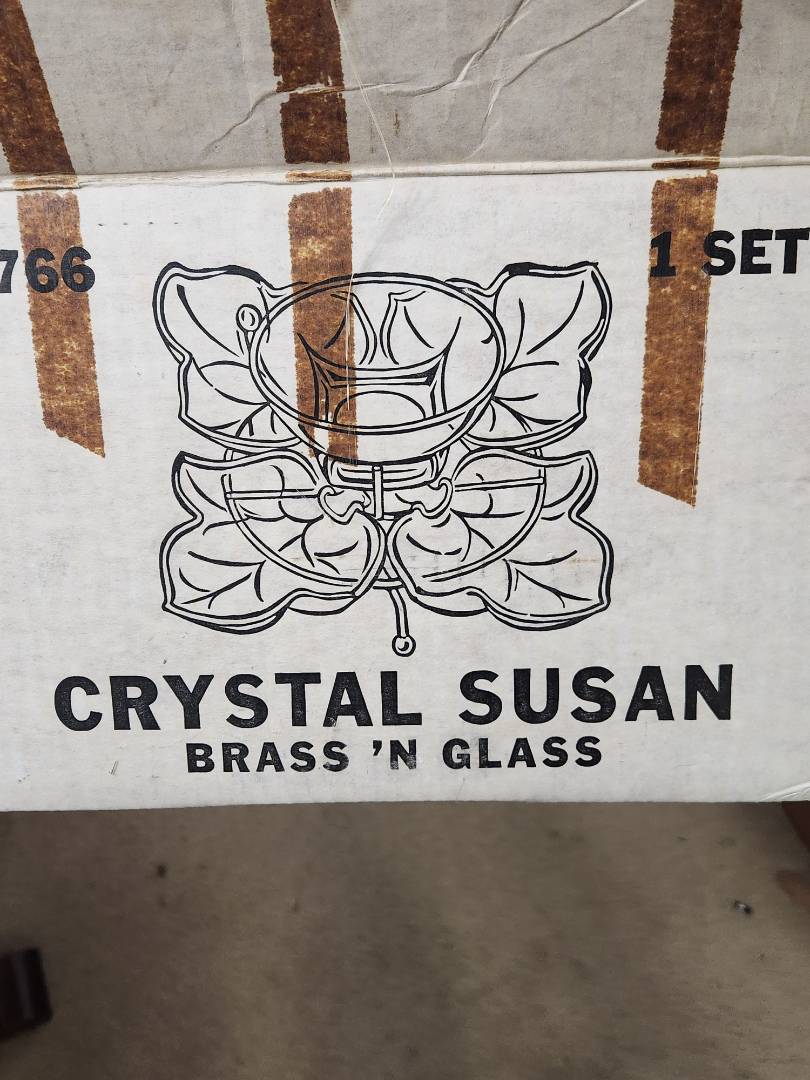 766
1 SET
CRYSTAL SUSAN
BRASS 'N GLASS